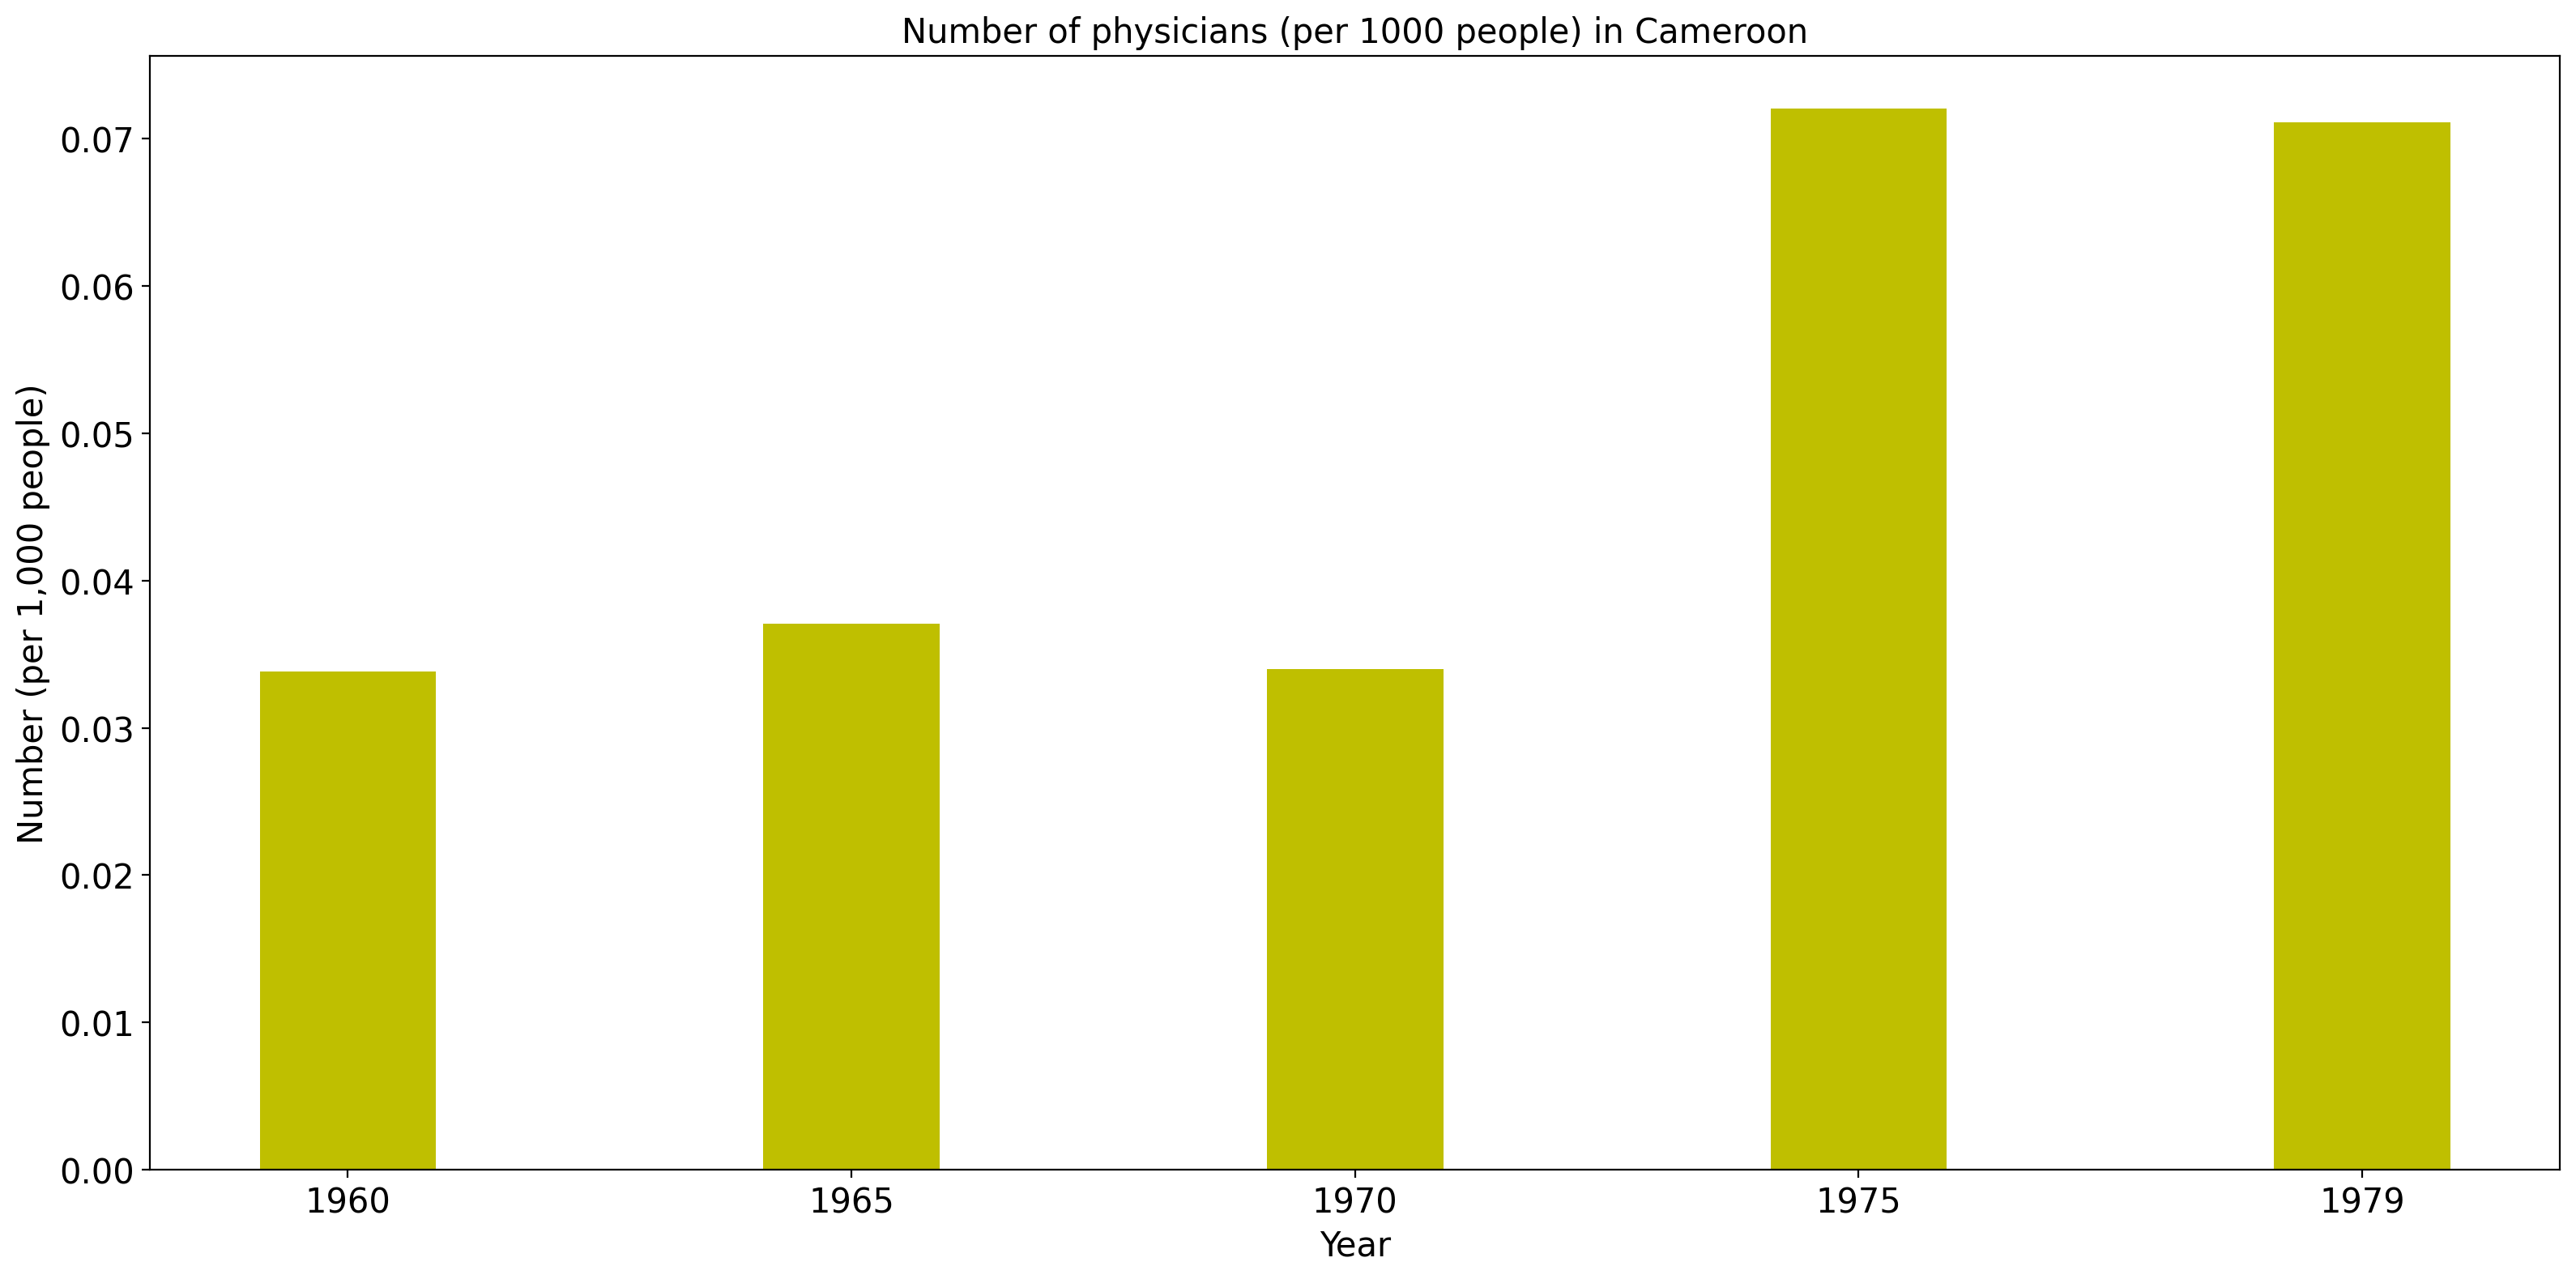 Number of physicians (per 1000 people) in Cameroon
Number (per 1,000 people)
0.07
0.06
0.05
0.04
0.03
0.02
0.01
0.00
1960 1965 1970 1975 1979
Year